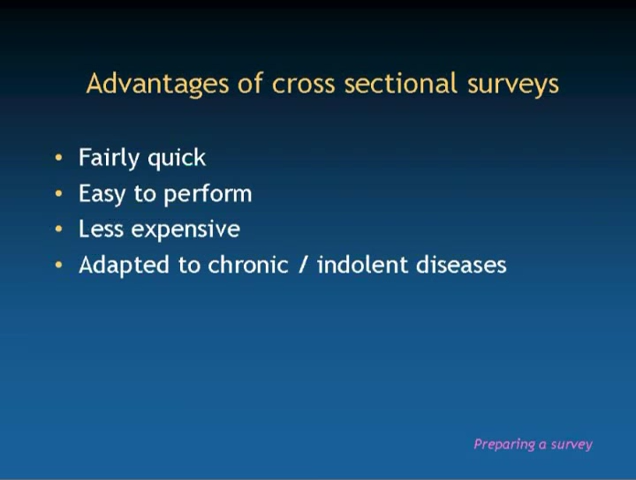 Advantages of cross sectional surveys
• Fairly quick
• Easy to perform
• Less expensive
• Adapted to chronic / indolent diseases
Preparing a survey